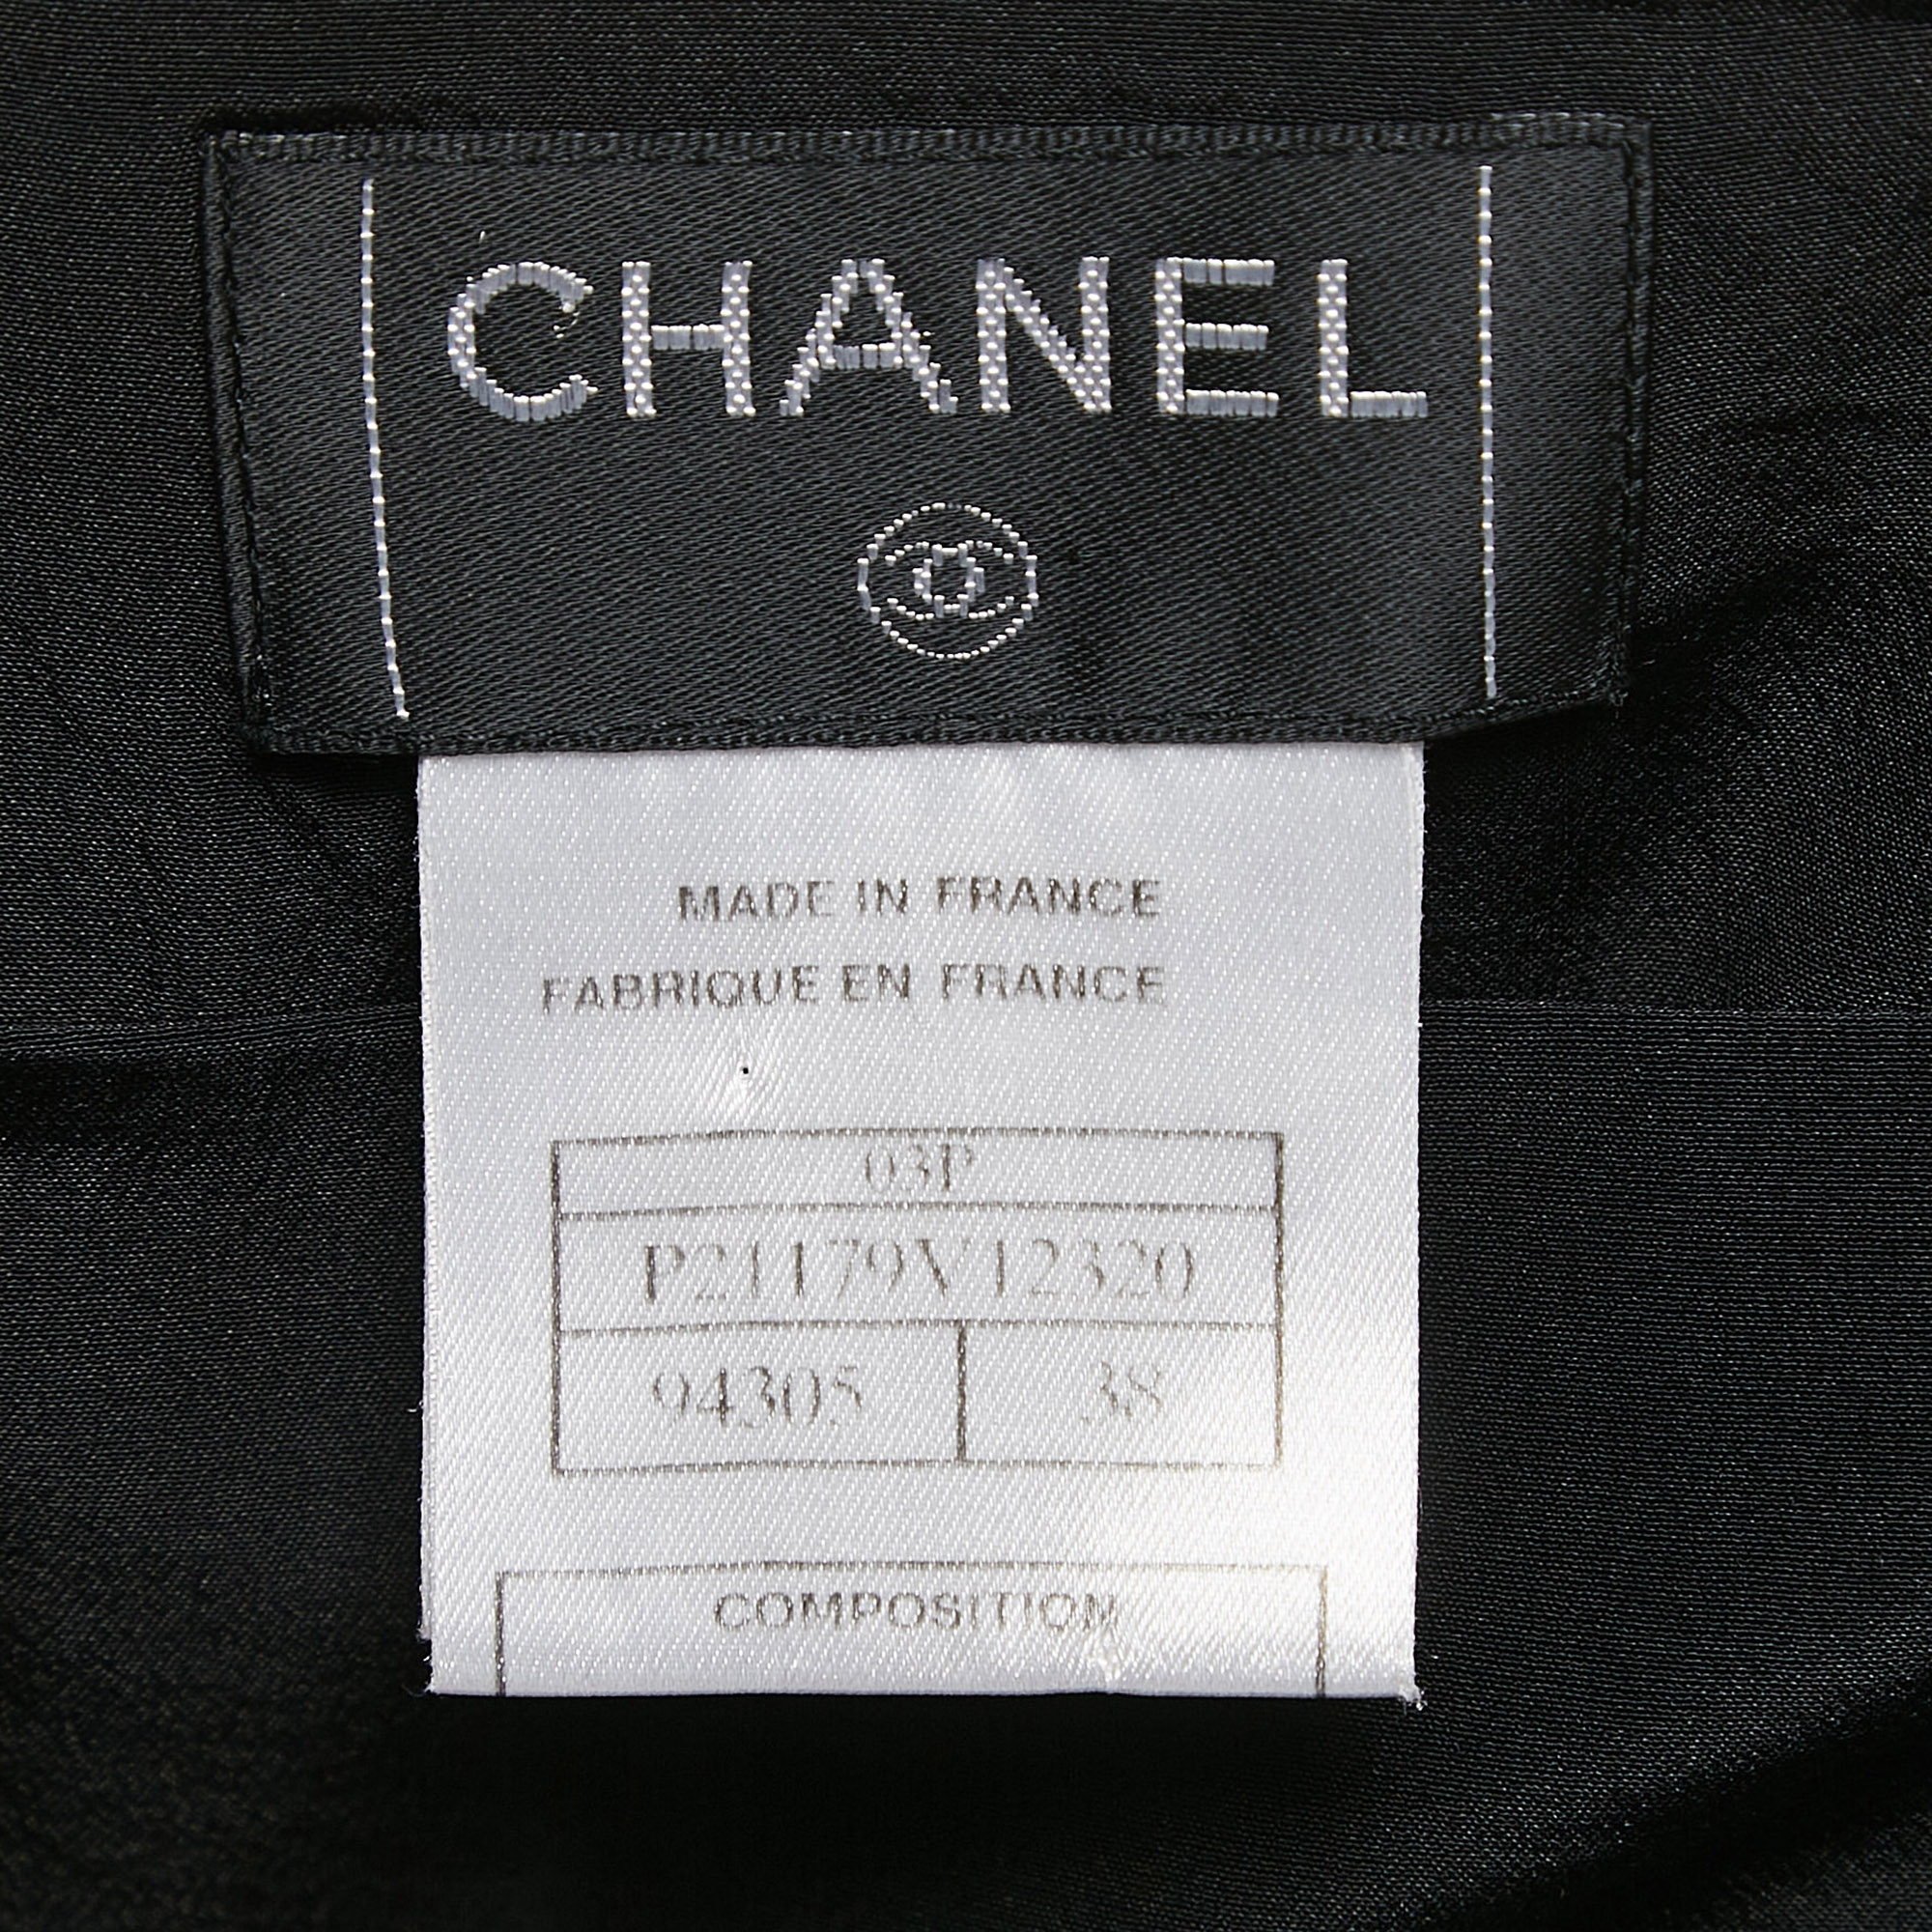 CHANEL
MADE IN FRANCE
FABRIQUE EN FRANCE
03P
P21179V12320
94305 38
COMPOSITION